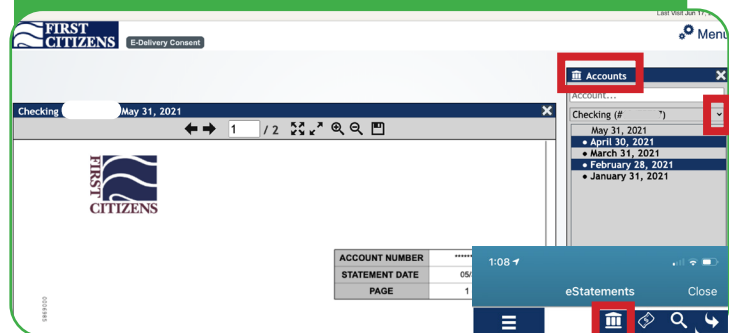 Last Visit Jun 17,
FIRST
CITIZENS
E-Delivery Consent
Menu
Accounts
Account...
Checking (#        )
May 31, 2021
• April 30, 2021
• March 31, 2021
• February 28, 2021
• January 31, 2021
Checking        May 31, 2021
1 / 2
FIRST
CITIZENS
ACCOUNT NUMBER ******
STATEMENT DATE 05/
PAGE 1
1:08
eStatements Close